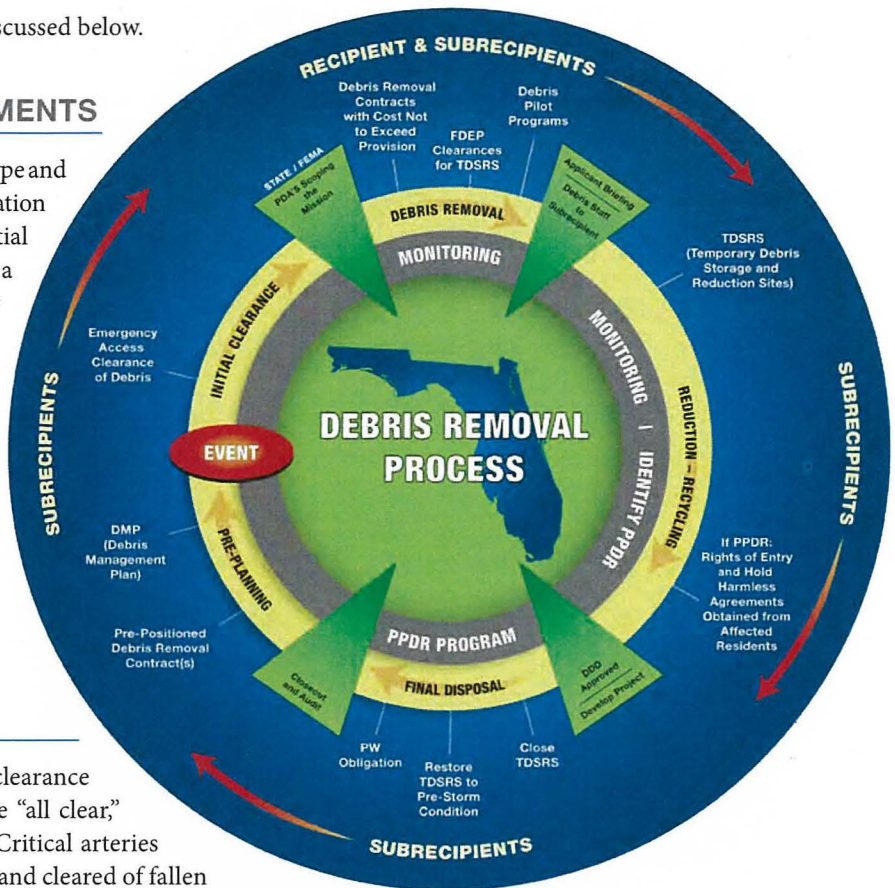 scussed below.
MENTS
pe and
ation
tial
a
RECIPIENT & SUBRECIPIENTS
Debris Removal
Contracts
with Cost Not
to Exceed
Provision
FDEP
Clearances
for TDSRS
Debris
Pilot
Programs
STATE / FEMA
PDA'S Scoping
the
Mission
Applicant Briefing
Debris Staff
to
Subrecipient
DEBRIS REMOVAL
MONITORING
TDSRS
(Temporary Debris
Storage and
Reduction Sites)
Emergency
Access
Clearance
of Debris
INITIAL CLEARANCE
MONITORING | IDENTIFY PPDR
REDUCTION – RECYCLING
SUBRECIPIENTS
SUBRECIPIENTS
EVENT
DEBRIS REMOVAL
PROCESS
DMP
(Debris
Management
Plan)
PRE-PLANNING
If PPDR:
Rights of Entry
and Hold
Harmless
Agreements
Obtained from
Affected
Residents
Pre-Positioned
Debris Removal
Contract(s)
PPDR PROGRAM
Closeout
and Audit
FINAL DISPOSAL
DDO
Approved
Develop Project
PW
Obligation
Restore
TDSRS to
Pre-Storm
Condition
Close
TDSRS
SUBRECIPIENTS
clearance
e “all clear,”
Critical arteries
and cleared of fallen